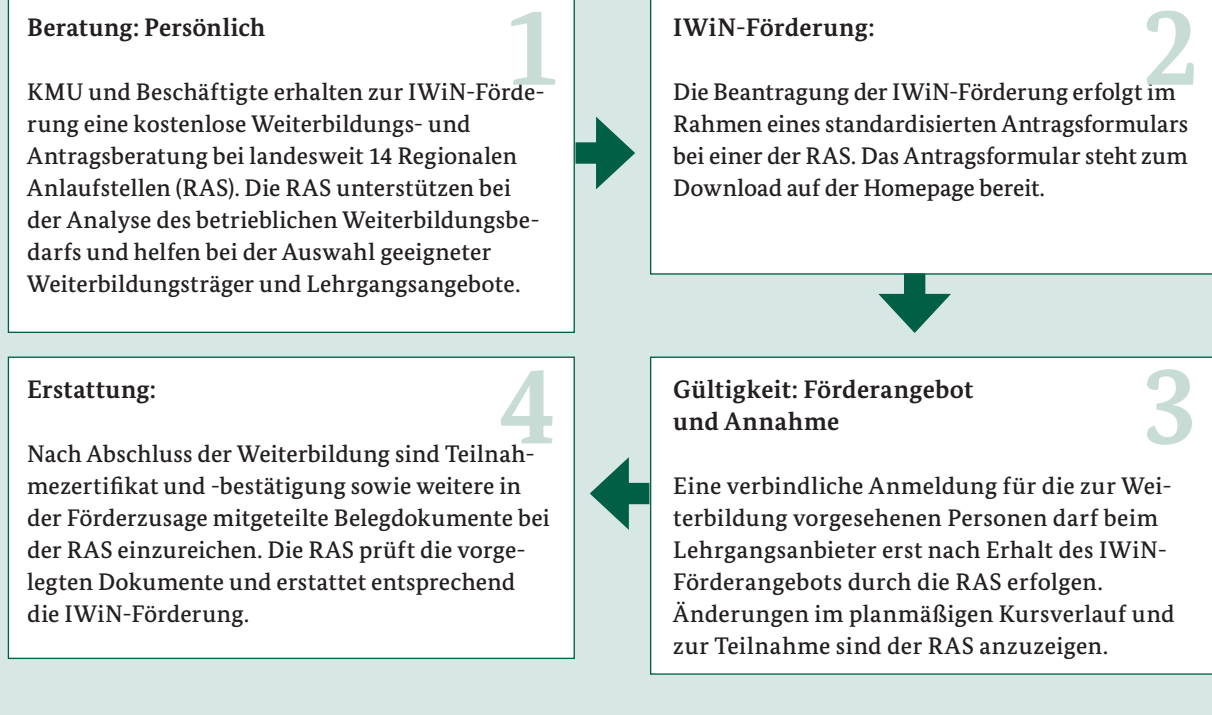 Beratung: Persönlich
1
KMU und Beschäftigte erhalten zur IWiN-Förde-
rung eine kostenlose Weiterbildungs- und
Antragsberatung bei landesweit 14 Regionalen
Anlaufstellen (RAS). Die RAS unterstützen bei
der Analyse des betrieblichen Weiterbildungsbe-
darfs und helfen bei der Auswahl geeigneter
Weiterbildungsträger und Lehrgangsangebote.
IWiN-Förderung:
2
Die Beantragung der IWiN-Förderung erfolgt im
Rahmen eines standardisierten Antragsformulars
bei einer der RAS. Das Antragsformular steht zum
Download auf der Homepage bereit.
Gültigkeit: Förderangebot
und Annahme
3
Eine verbindliche Anmeldung für die zur Wei-
terbildung vorgesehenen Personen darf beim
Lehrgangsanbieter erst nach Erhalt des IWiN-
Förderangebots durch die RAS erfolgen.
Änderungen im planmäßigen Kursverlauf und
zur Teilnahme sind der RAS anzuzeigen.
Erstattung:
4
Nach Abschluss der Weiterbildung sind Teilnah-
mezertifikat und -bestätigung sowie weitere in
der Förderzusage mitgeteilte Belegdokumente bei
der RAS einzureichen. Die RAS prüft die vorge-
legten Dokumente und erstattet entsprechend
die IWiN-Förderung.